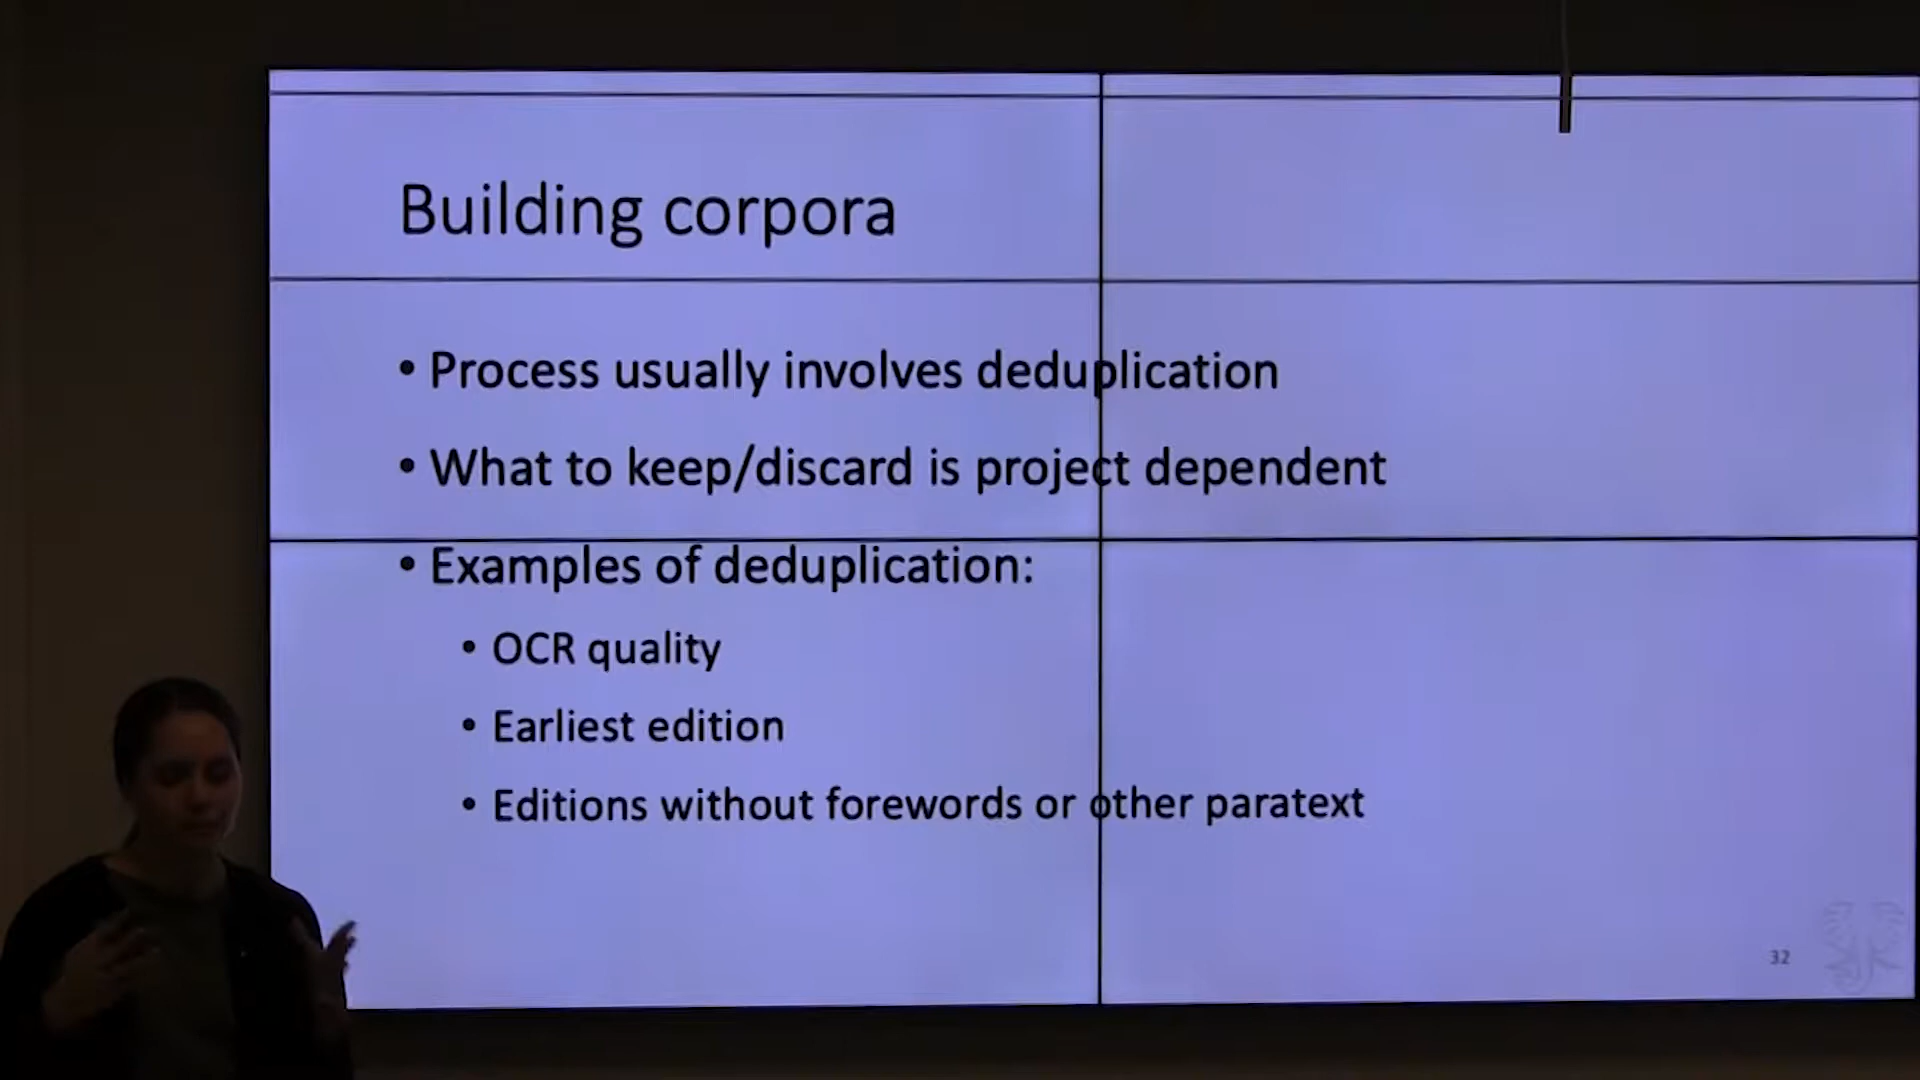 Building corpora
• Process usually involves deduplication
• What to keep/discard is project dependent
• Examples of deduplication:
• OCR quality
• Earliest edition
• Editions without forewords or other paratext
32